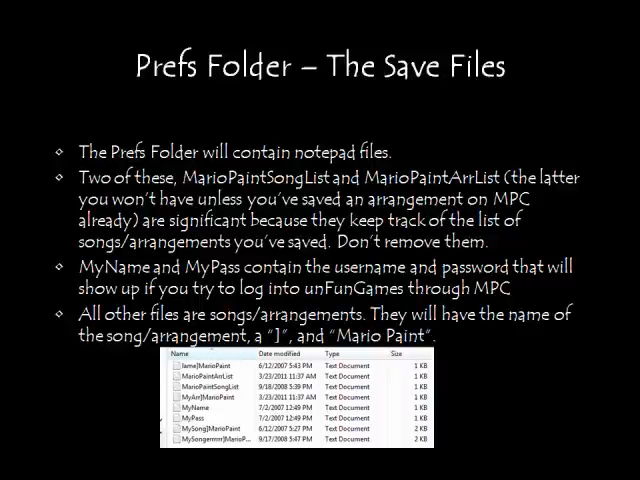 Prefs Folder – The Save Files
• The Prefs Folder will contain notepad files.
• Two of these, MarioPaintSongList and MarioPaintArrList (the latter
you won't have unless you've saved an arrangement on MPC
already) are significant because they keep track of the list of
songs/arrangements you've saved. Don't remove them.
• MyName and MyPass contain the username and password that will
show up if you try to log into unFunGames through MPC
• All other files are songs/arrangements. They will have the name of
the song/arrangement, a "]", and "Mario Paint".
Name Date modified Type Size
lame]MarioPaint 6/12/2007 5:43 PM Text Document 1 KB
MarioPaintArrList 3/23/2011 11:37 AM Text Document 1 KB
MarioPaintSongList 9/18/2008 5:39 PM Text Document 1 KB
MyArr]MarioPaint 3/23/2011 11:37 AM Text Document 1 KB
MyName 7/2/2007 12:49 PM Text Document 1 KB
MyPass 7/2/2007 12:49 PM Text Document 1 KB
MySong]MarioPaint 6/12/2007 5:27 PM Text Document 2 KB
MySongerrrrr]MarioP... 9/17/2008 5:47 PM Text Document 2 KB